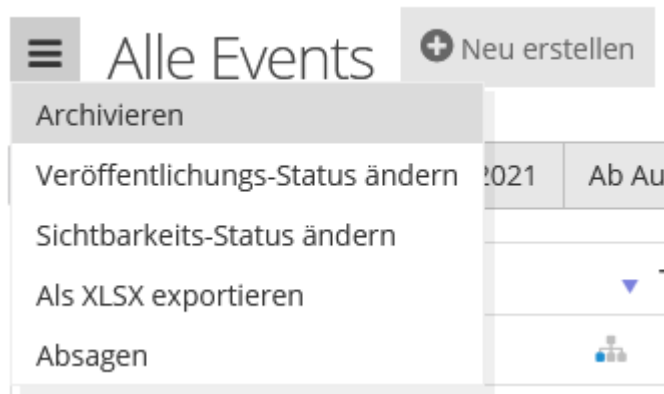 Alle Events
Neu erstellen
Archivieren
Veröffentlichungs-Status ändern
2021
Ab Au
Sichtbarkeits-Status ändern
Als XLSX exportieren
Absagen